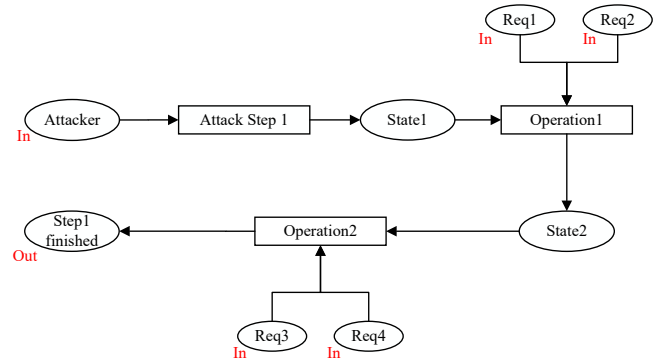 Req1
Req2
In
In
Attacker
Attack Step 1
State1
Operation1
In
Step1
finished
Operation2
State2
Out
Req3
Req4
In
In